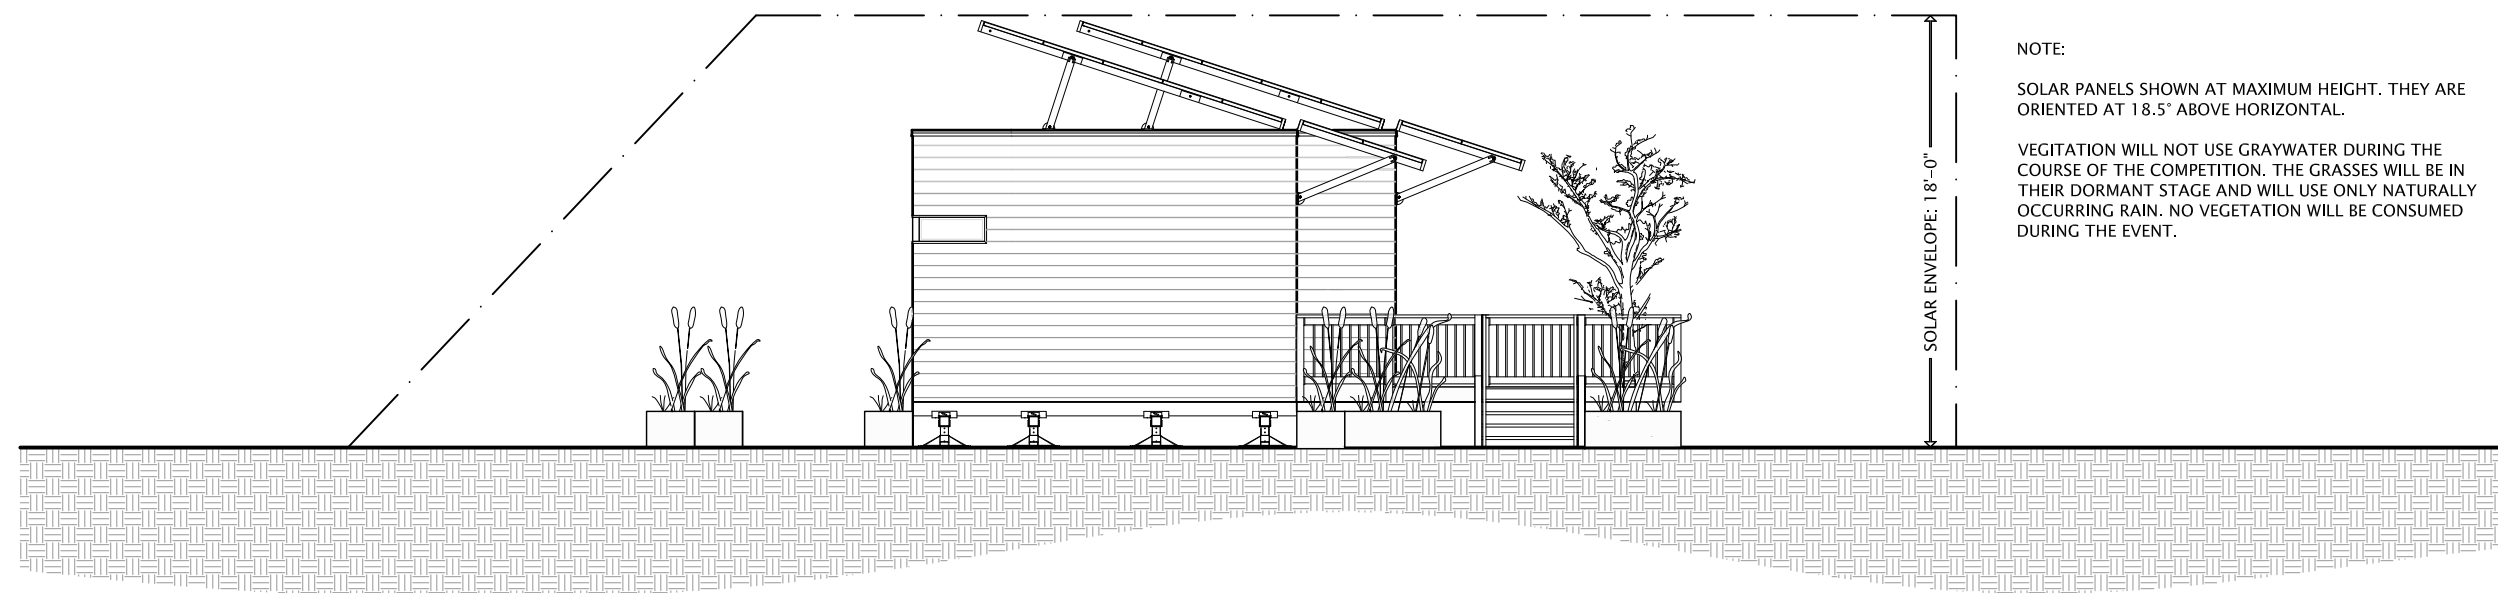 NOTE:
SOLAR PANELS SHOWN AT MAXIMUM HEIGHT. THEY ARE
ORIENTED AT 18.5° ABOVE HORIZONTAL.
VEGITATION WILL NOT USE GRAYWATER DURING THE
COURSE OF THE COMPETITION. THE GRASSES WILL BE IN
THEIR DORMANT STAGE AND WILL USE ONLY NATURALLY
OCCURRING RAIN. NO VEGETATION WILL BE CONSUMED
DURING THE EVENT.
SOLAR ENVELOPE: 18'-0"